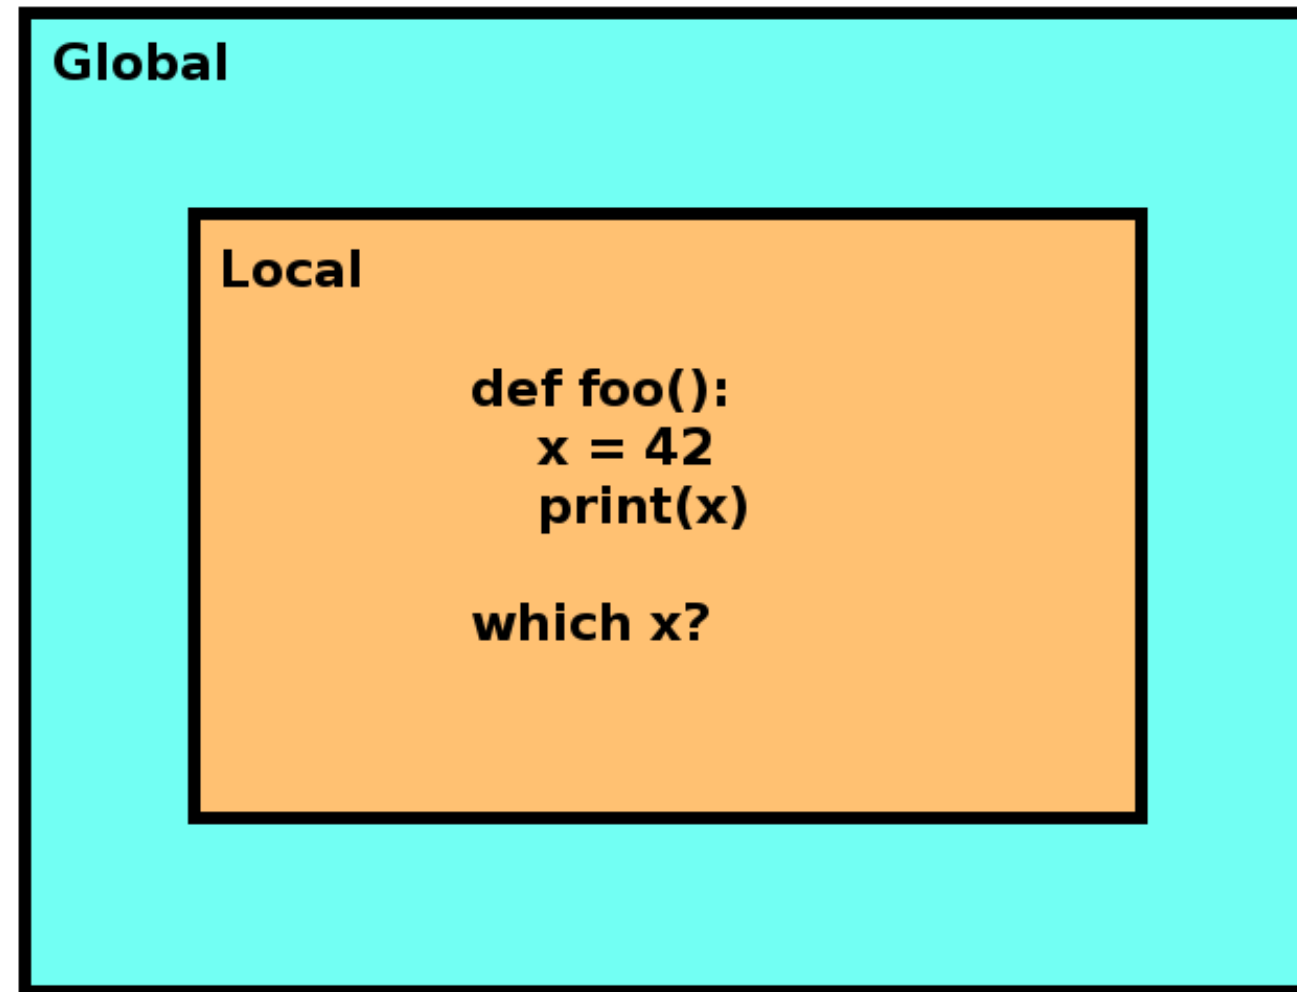 Global
Local
def foo():
    x = 42
    print(x)
which x?